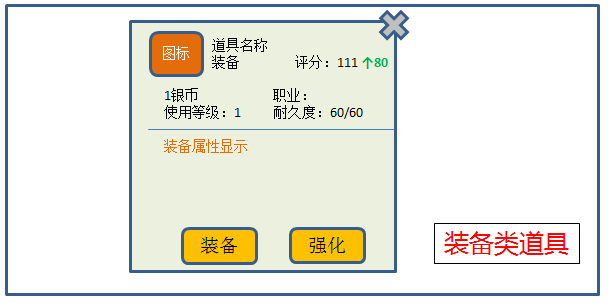 图标
道具名称
装备 评分：111 ↑80
1银币 职业：
使用等级：1 耐久度：60/60
装备属性显示
装备 强化
装备类道具